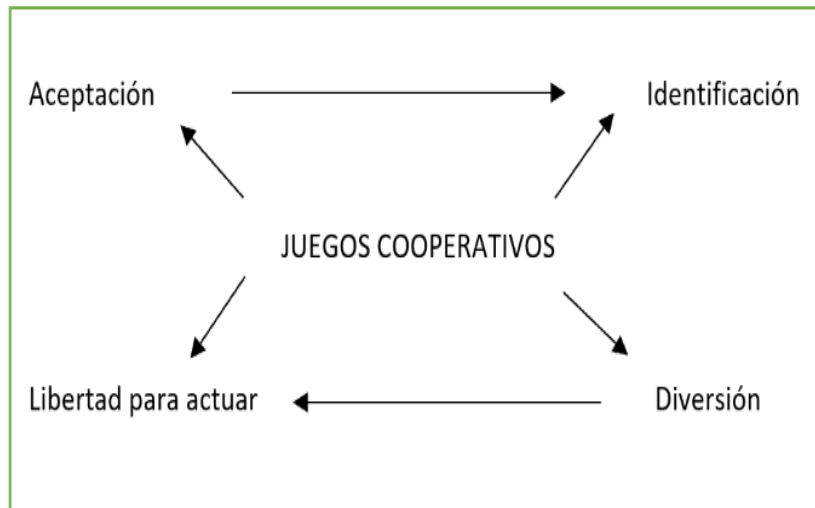 Aceptación
Identificación
JUEGOS COOPERATIVOS
Libertad para actuar
Diversión